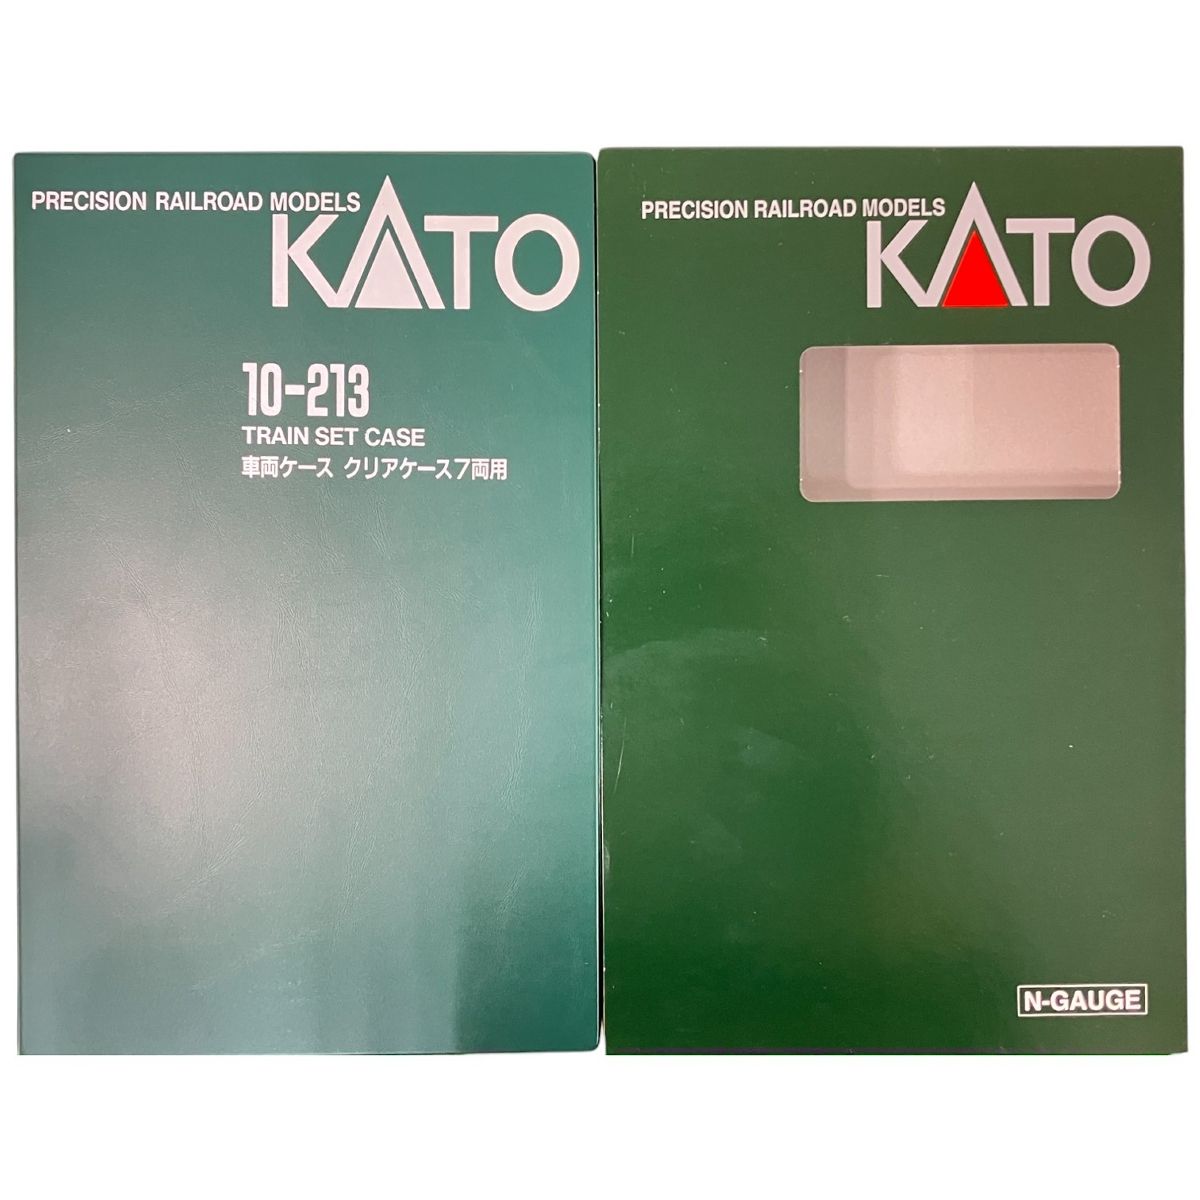 PRECISION RAILROAD MODELS
KATO
10-213
TRAIN SET CASE
車両ケース クリアケース7両用
PRECISION RAILROAD MODELS
KATO
N-GAUGE